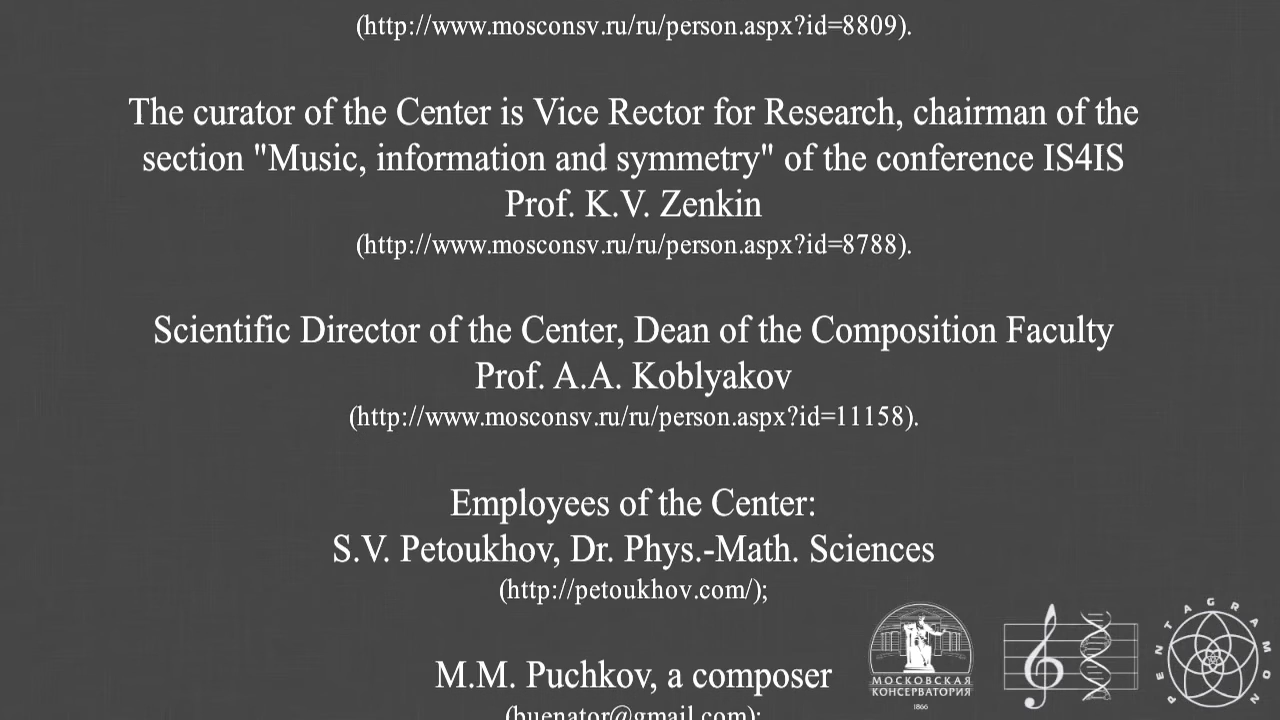 (http://www.mosconsv.ru/ru/person.aspx?id=8809).
The curator of the Center is Vice Rector for Research, chairman of the
section "Music, information and symmetry" of the conference IS4IS
Prof. K.V. Zenkin
(http://www.mosconsv.ru/ru/person.aspx?id=8788).
Scientific Director of the Center, Dean of the Composition Faculty
Prof. A.A. Koblyakov
(http://www.mosconsv.ru/ru/person.aspx?id=11158).
Employees of the Center:
S.V. Petoukhov, Dr. Phys.-Math. Sciences
(http://petoukhov.com/);
M.M. Puchkov, a composer
(buenator@gmail.com);
МОСКОВСКАЯ
КОНСЕРВАТОРИЯ
1866
PENTAGRAMMON